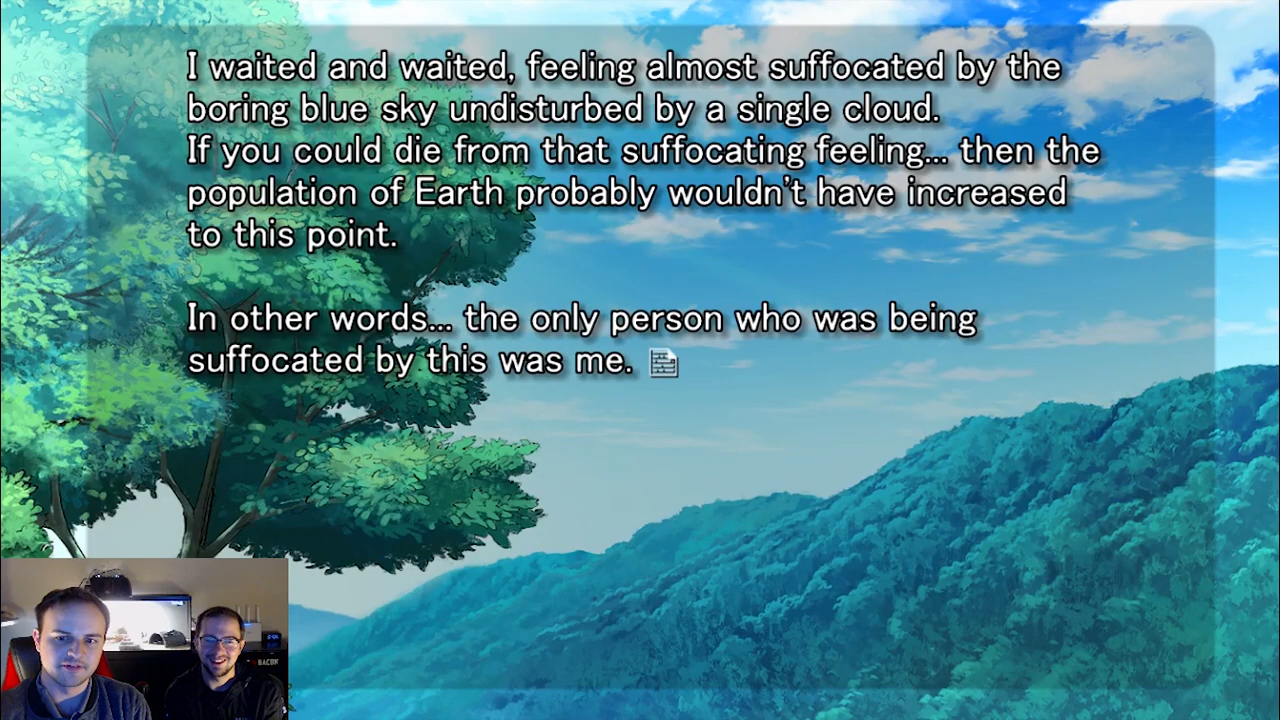 I waited and waited, feeling almost suffocated by the
boring blue sky undisturbed by a single cloud.
If you could die from that suffocating feeling... then the
population of Earth probably wouldn't have increased
to this point.
In other words... the only person who was being
suffocated by this was me.
BACON